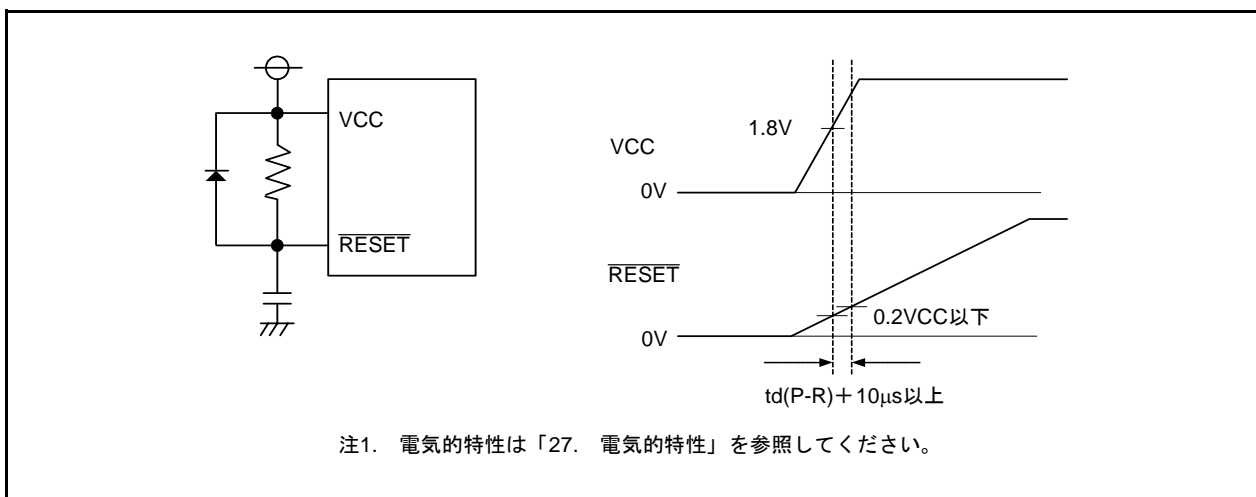 VCC
RESET
1.8V
VCC
0V
RESET
0.2VCC以下
0V
td(P-R)＋10μs以上
注1. 電気的特性は「27. 電気的特性」を参照してください。